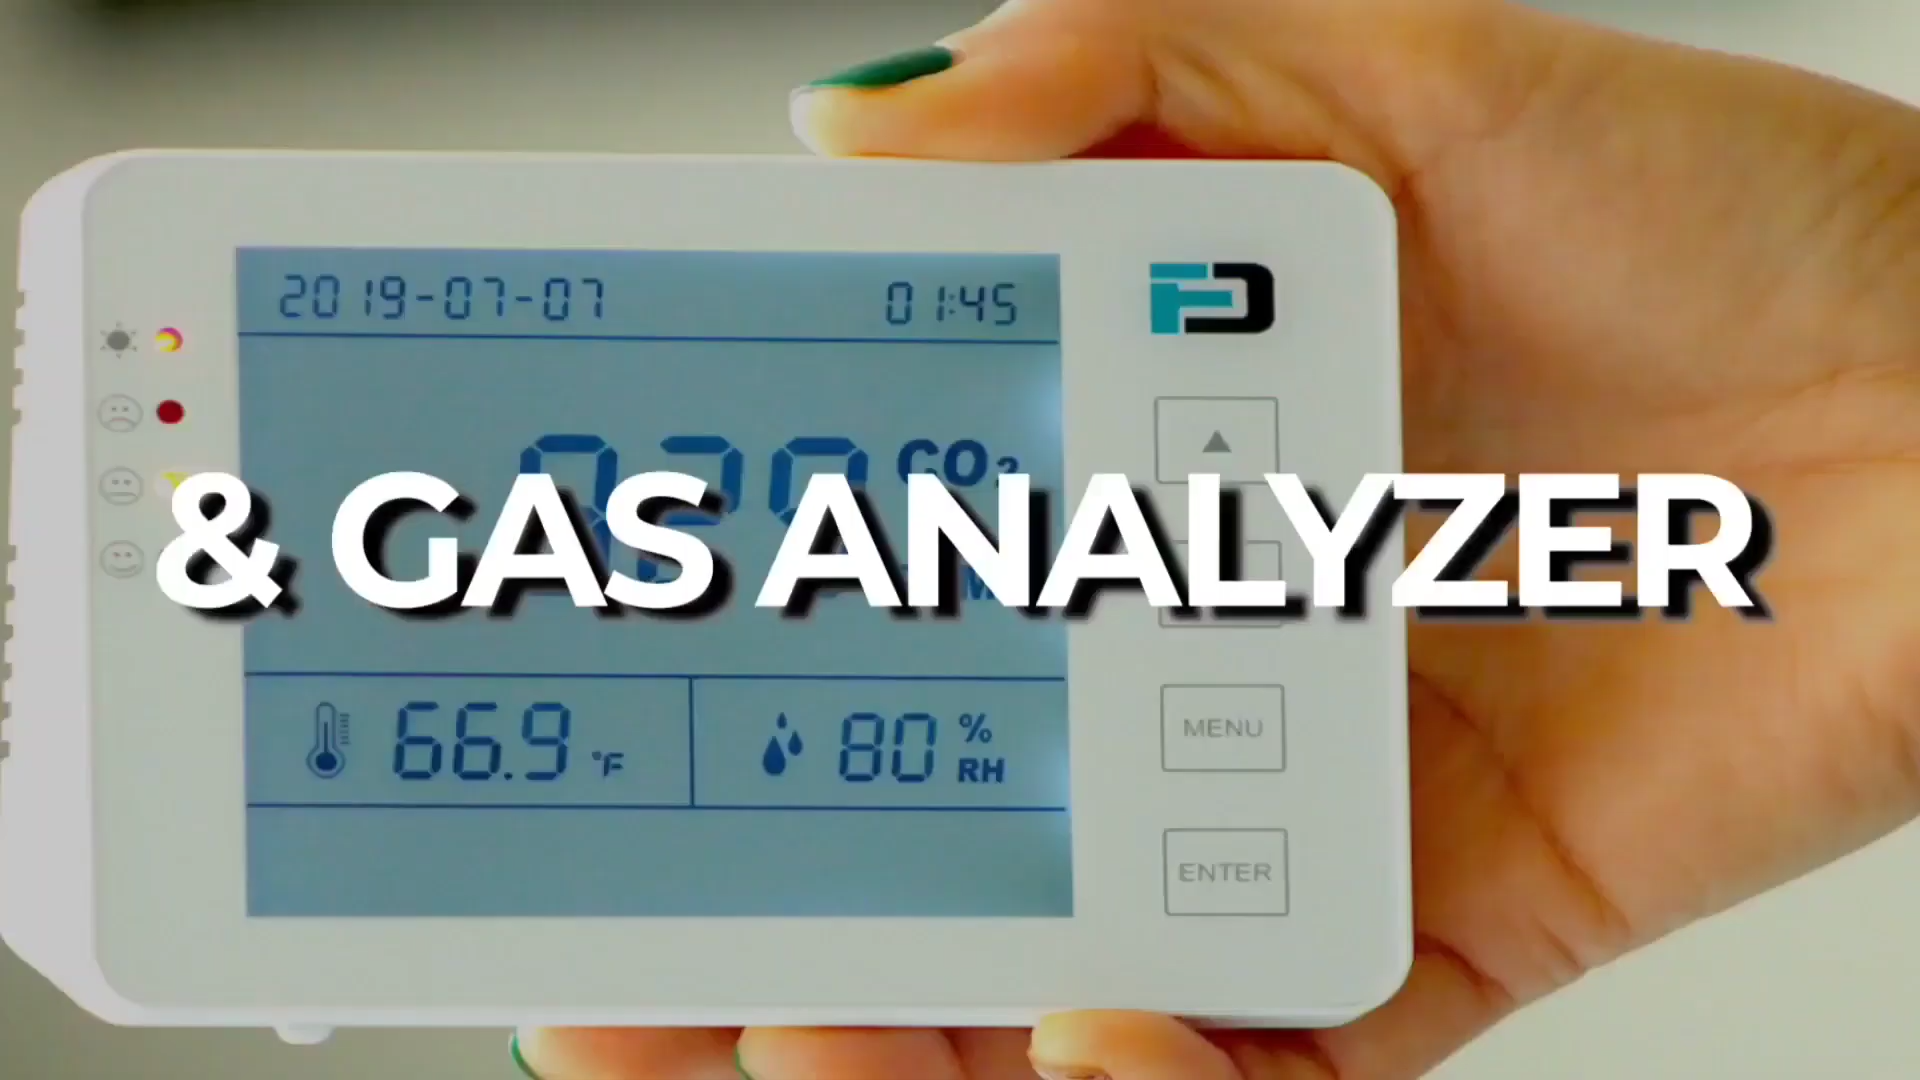 2019-07-07 01:45
CO₂
& GAS ANALYZER
66.9 °F 80 % RH
MENU
ENTER